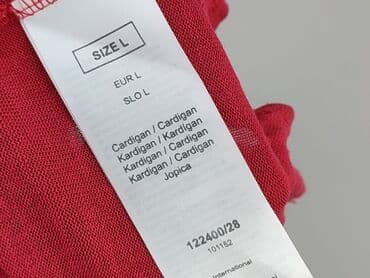 SIZE L
EUR L
SLO L
Cardigan / Cardigan
Kardigan / Kardigan
Kardigan / Cardigan
Kardigan / Cardigan
Jopica
122400/28
101152
International